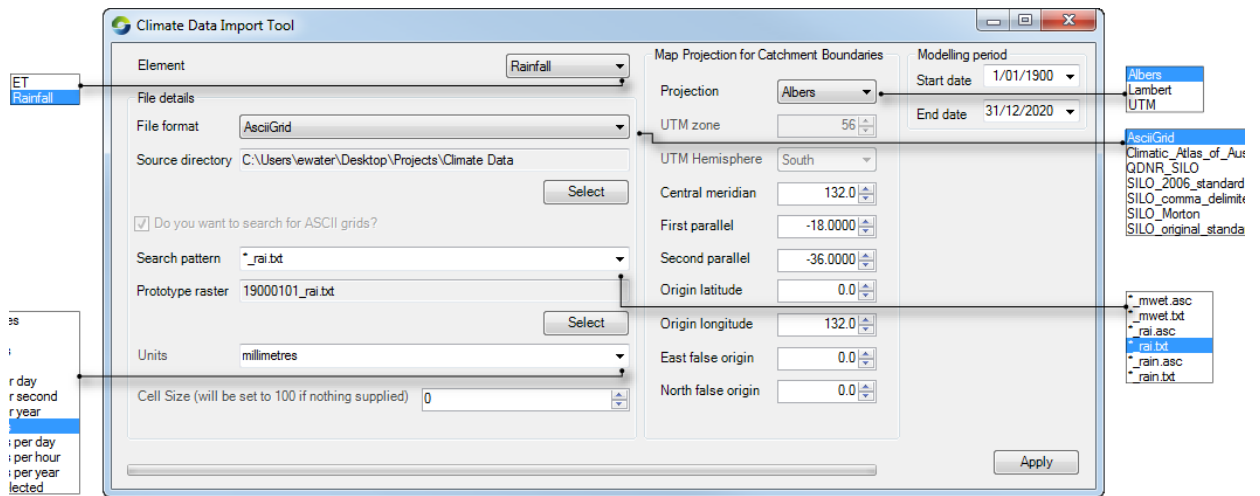 Climate Data Import Tool
Element
Rainfall
ET
Rainfall
File details
File format
AsciiGrid
Source directory
C:\Users\ewater\Desktop\Projects\Climate Data
Select
Do you want to search for ASCII grids?
Search pattern
*_rai.txt
Prototype raster
19000101_rai.txt
Select
Units
millimetres
Cell Size (will be set to 100 if nothing supplied)
0
es
s
r day
r second
r year
s
s per day
s per hour
s per year
lected
Map Projection for Catchment Boundaries
Projection
Albers
UTM zone
56
UTM Hemisphere
South
Central meridian
132.0
First parallel
-18.0000
Second parallel
-36.0000
Origin latitude
0.0
Origin longitude
132.0
East false origin
0.0
North false origin
0.0
Modelling period
Start date
1/01/1900
End date
31/12/2020
Apply
Albers
Lambert
UTM
AsciiGrid
Climatic_Atlas_of_Aus
QDNR_SILO
SILO_2006_standard
SILO_comma_delimite
SILO_Morton
SILO_original_standa
*_mwet.asc
*_mwet.txt
*_rai.asc
*_rai.txt
*_rain.asc
*_rain.txt